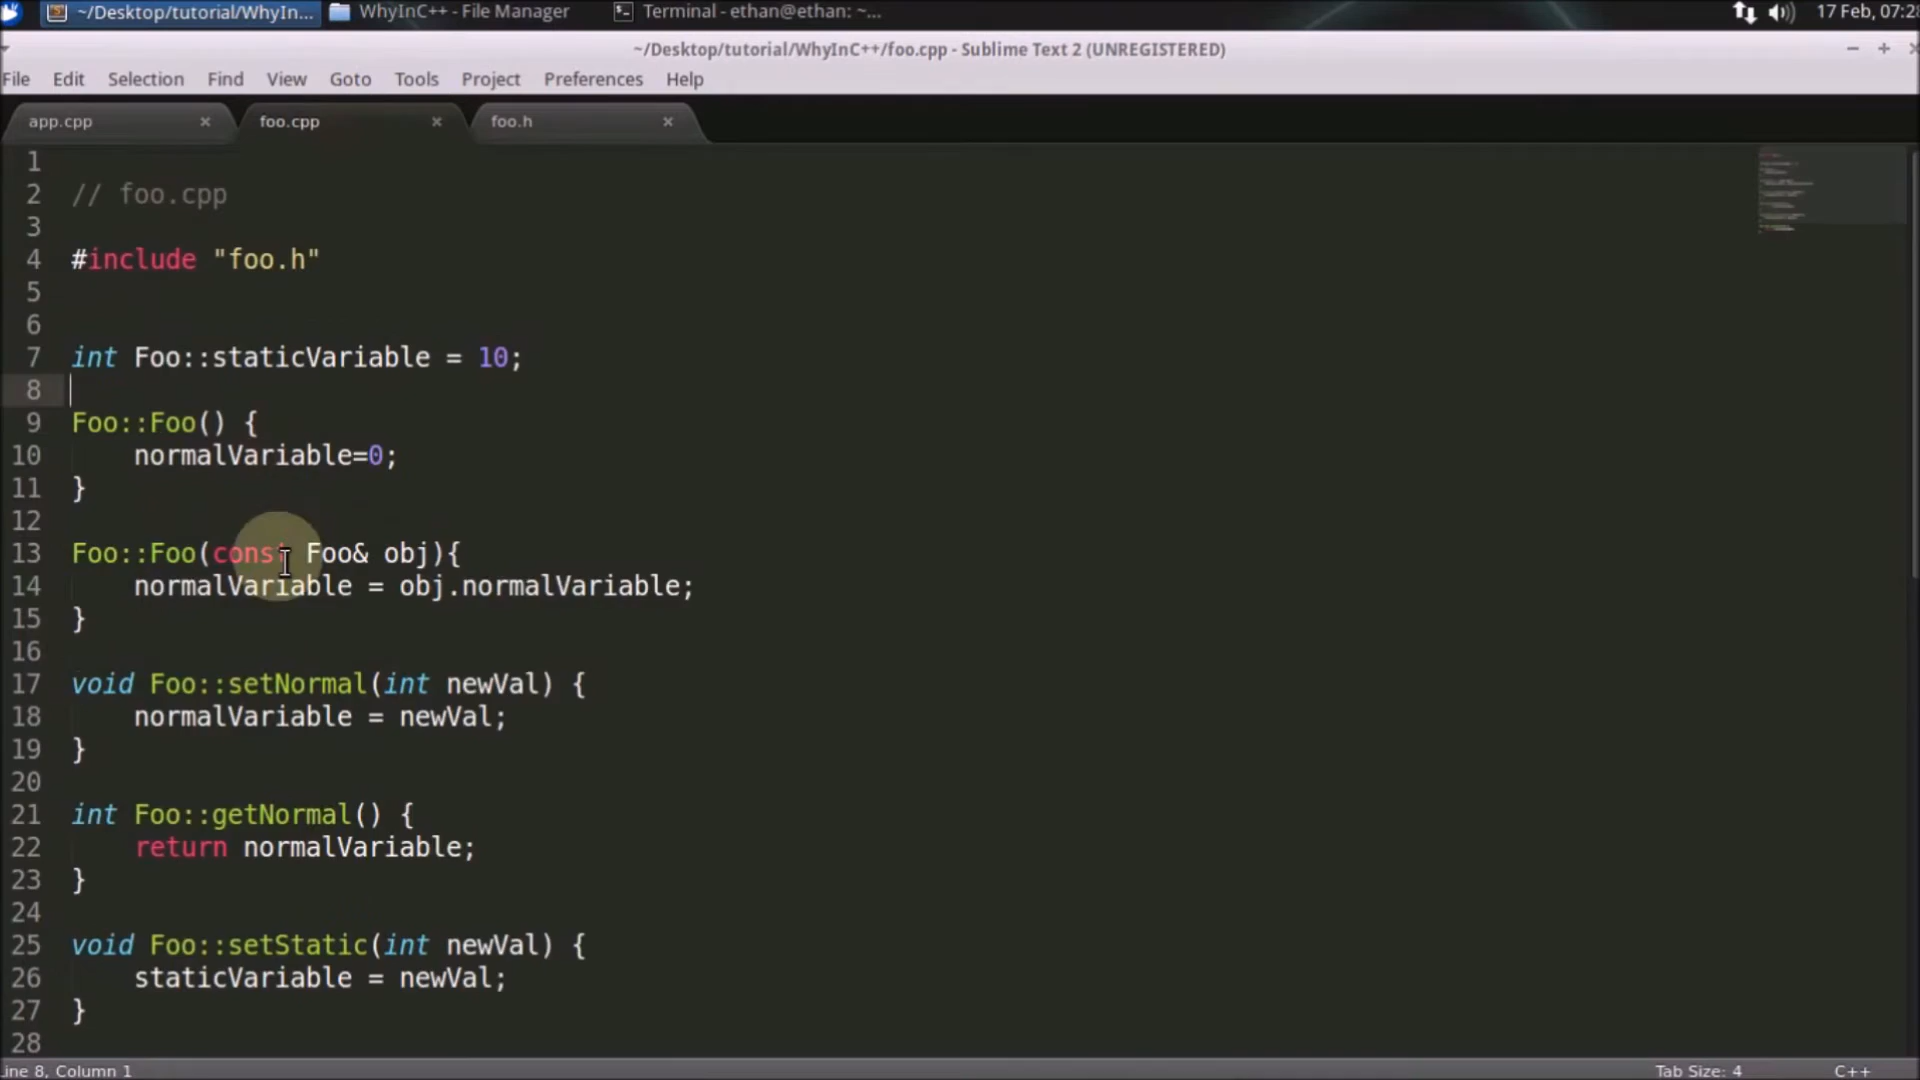 ~/Desktop/tutorial/WhyIn... WhyInC++ - File Manager Terminal - ethan@ethan: ~... 17 Feb, 07:28
~/Desktop/tutorial/WhyInC++/foo.cpp - Sublime Text 2 (UNREGISTERED)
File Edit Selection Find View Goto Tools Project Preferences Help
app.cpp × foo.cpp × foo.h ×
1
2 // foo.cpp
3
4 #include "foo.h"
5
6
7 int Foo::staticVariable = 10;
8
9 Foo::Foo() {
10     normalVariable=0;
11 }
12
13 Foo::Foo(const Foo& obj){
14     normalVariable = obj.normalVariable;
15 }
16
17 void Foo::setNormal(int newVal) {
18     normalVariable = newVal;
19 }
20
21 int Foo::getNormal() {
22     return normalVariable;
23 }
24
25 void Foo::setStatic(int newVal) {
26     staticVariable = newVal;
27 }
28
ine 8, Column 1 Tab Size: 4 C++